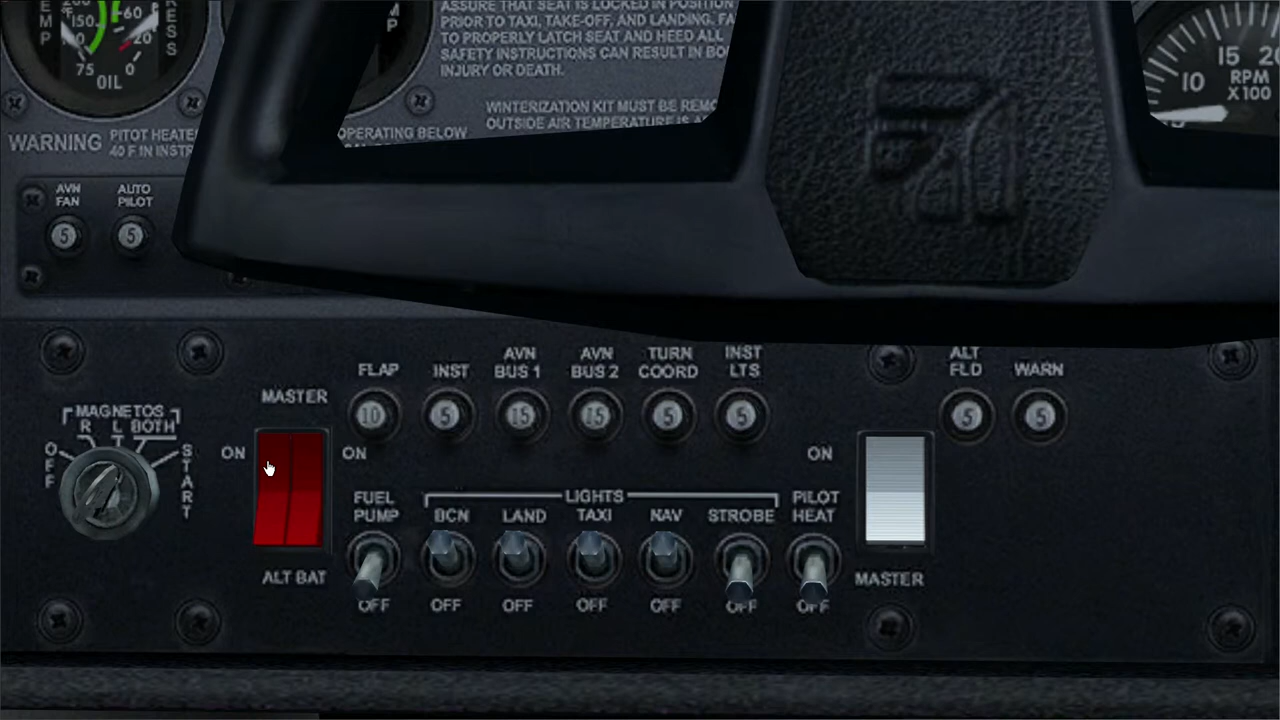 ASSURE THAT SEAT IS LOCKED IN POSITION
PRIOR TO TAXI, TAKE-OFF, AND LANDING. FA
TO PROPERLY LATCH SEAT AND HEED ALL
SAFETY INSTRUCTIONS CAN RESULT IN BO
INJURY OR DEATH.
WINTERIZATION KIT MUST BE REMO
OUTSIDE AIR TEMPERATURE IS A
OPERATING BELOW
150
60
20
75
0
OIL
15
20
10
RPM
X100
WARNING
PITOT HEATE
40 F IN INSTR
AVN
FAN
AUTO
PILOT
5
5
FLAP
INST
AVN
BUS 1
AVN
BUS 2
TURN
COORD
INST
LTS
ALT
FLD
WARN
10
5
15
15
5
5
5
5
MAGNETOS
R L BOTH
OFF
START
MASTER
ON
ON
ALT BAT
FUEL
PUMP
LIGHTS
BCN
LAND
TAXI
NAV
STROBE
PILOT
HEAT
ON
MASTER
OFF
OFF
OFF
OFF
OFF
OFF
OFF